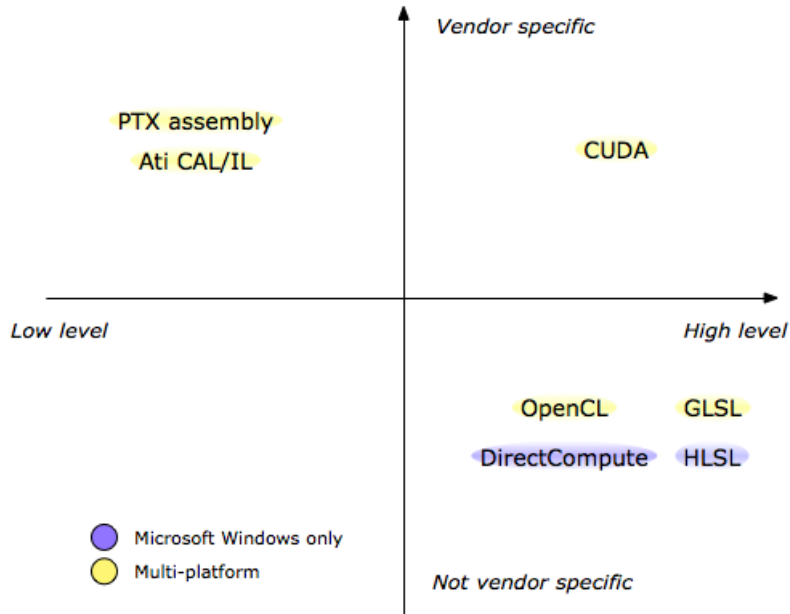 Vendor specific
PTX assembly
Ati CAL/IL
CUDA
Low level
High level
OpenCL
GLSL
DirectCompute
HLSL
Microsoft Windows only
Multi-platform
Not vendor specific